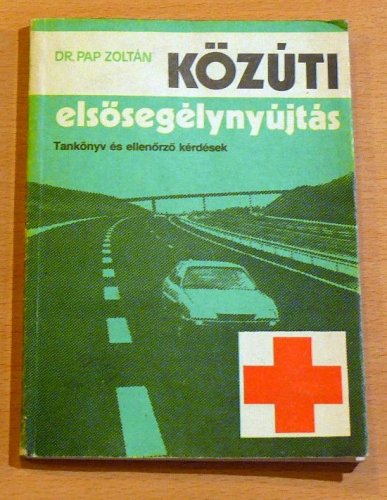 DR. PAP ZOLTÁN KÖZÚTI
elsősegélynyújtás
Tankönyv és ellenőrző kérdések